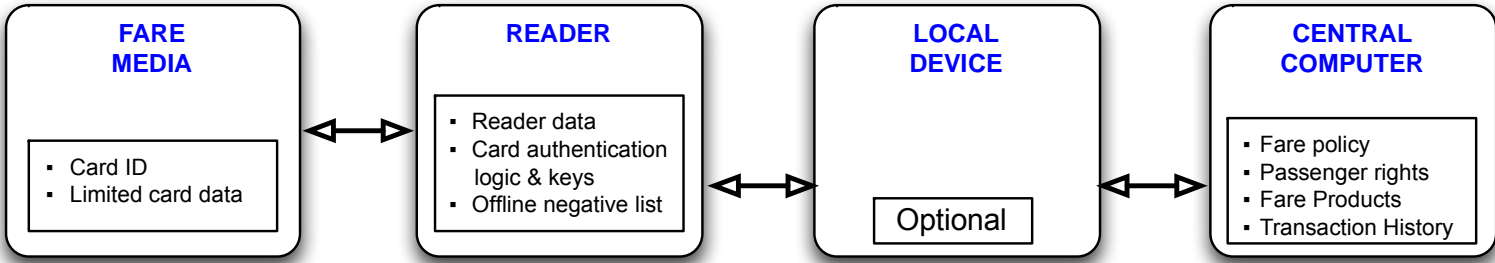 FARE
MEDIA
▪ Card ID
▪ Limited card data
READER
▪ Reader data
▪ Card authentication
logic & keys
▪ Offline negative list
LOCAL
DEVICE
Optional
CENTRAL
COMPUTER
▪ Fare policy
▪ Passenger rights
▪ Fare Products
▪ Transaction History